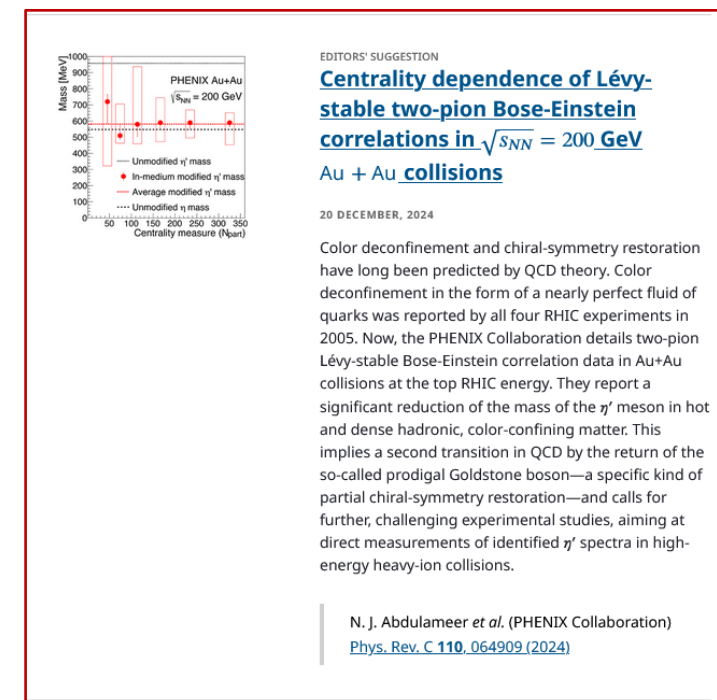 Mass [MeV]
1000
900
800
700
600
500
400
300
200
100
0
PHENIX Au+Au
√sNN = 200 GeV
Unmodified η' mass
In-medium modified η' mass
Average modified η' mass
Unmodified η mass
50 100 150 200 250 300 350
Centrality measure (Npart)
EDITORS' SUGGESTION
Centrality dependence of Lévy-
stable two-pion Bose-Einstein
correlations in √sNN = 200 GeV
Au + Au collisions
20 DECEMBER, 2024
Color deconfinement and chiral-symmetry restoration
have long been predicted by QCD theory. Color
deconfinement in the form of a nearly perfect fluid of
quarks was reported by all four RHIC experiments in
2005. Now, the PHENIX Collaboration details two-pion
Lévy-stable Bose-Einstein correlation data in Au+Au
collisions at the top RHIC energy. They report a
significant reduction of the mass of the η′ meson in hot
and dense hadronic, color-confining matter. This
implies a second transition in QCD by the return of the
so-called prodigal Goldstone boson—a specific kind of
partial chiral-symmetry restoration—and calls for
further, challenging experimental studies, aiming at
direct measurements of identified η′ spectra in high-
energy heavy-ion collisions.
N. J. Abdulameer et al. (PHENIX Collaboration)
Phys. Rev. C 110, 064909 (2024)